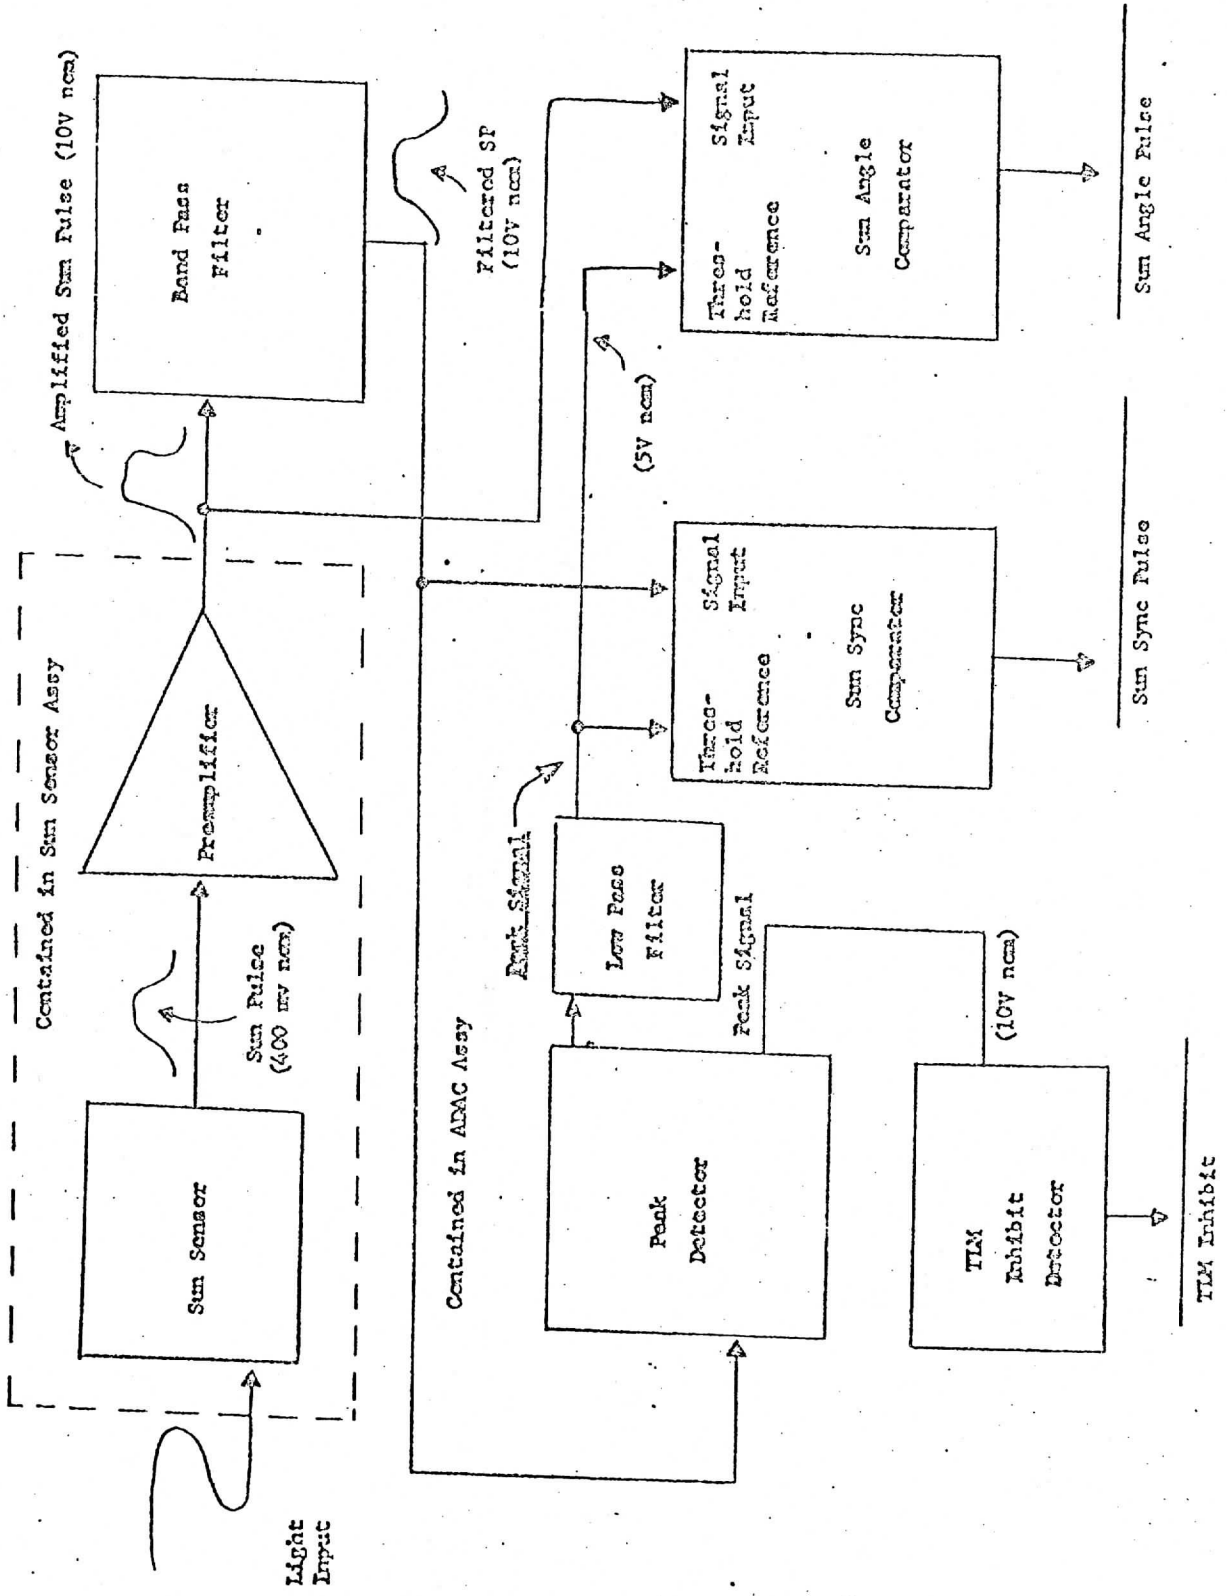 Contained in Sun Sensor Assy
Light
Input
Sun Sensor
Sun Pulse
(400 mv nom)
Preamplifier
Amplified Sun Pulse (10V nom)
Band Pass
Filter
Filtered SP
(10V nom)
Contained in ADAC Assy
Peak
Detector
Peak Signal
Low Pass
Filter
Signal
(5V nom)
Thres-
hold
Reference
Signal
Input
Sun Sync
Comparator
Thres-
hold
Reference
Signal
Input
Sun Angle
Comparator
(10V nom)
TLM
Inhibit
Detector
TLM Inhibit
Sun Sync Pulse
Sun Angle Pulse